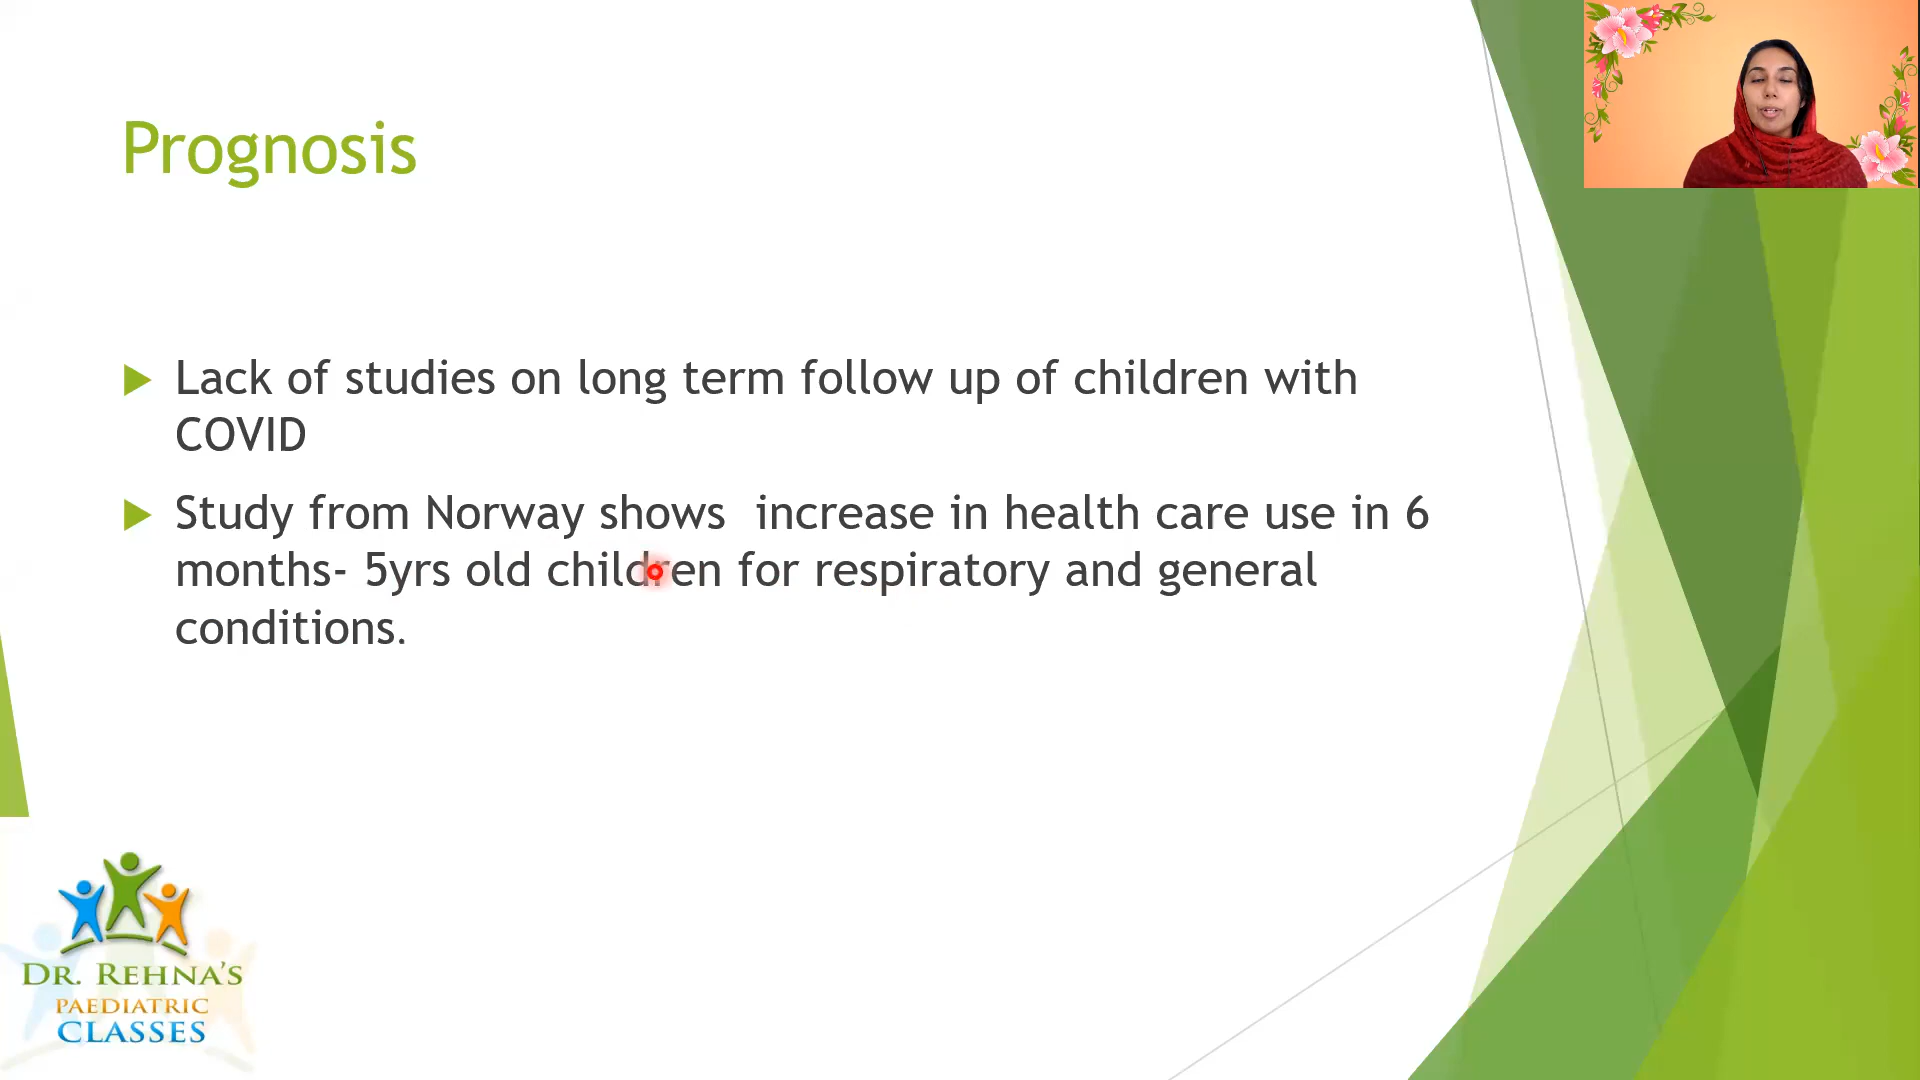 Prognosis
Lack of studies on long term follow up of children with
COVID
Study from Norway shows  increase in health care use in 6
months- 5yrs old children for respiratory and general
conditions.
DR. REHNA'S
PAEDIATRIC
CLASSES